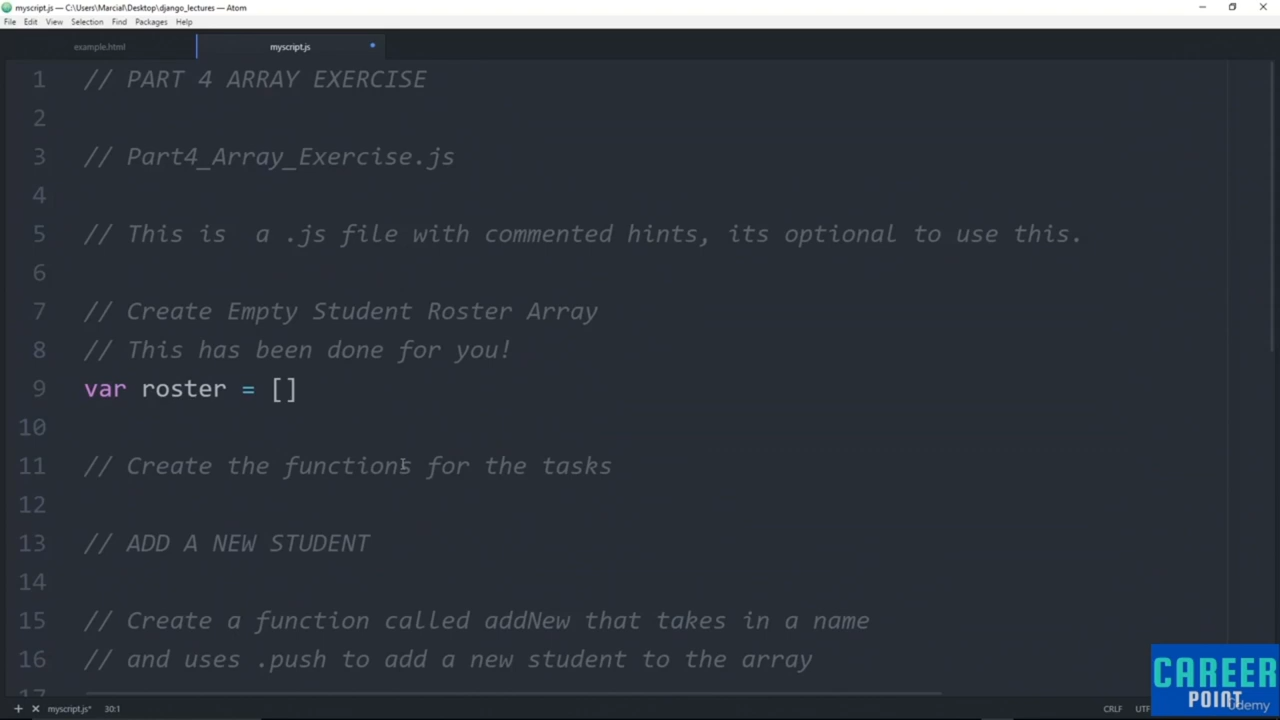 myscript.js — C:\Users\Marcial\Desktop\django_lectures — Atom
File Edit View Selection Find Packages Help
example.html myscript.js
1 // PART 4 ARRAY EXERCISE
2
3 // Part4_Array_Exercise.js
4
5 // This is  a .js file with commented hints, its optional to use this.
6
7 // Create Empty Student Roster Array
8 // This has been done for you!
9 var roster = []
10
11 // Create the functions for the tasks
12
13 // ADD A NEW STUDENT
14
15 // Create a function called addNew that takes in a name
16 // and uses .push to add a new student to the array
17
CAREER
POINT
Udemy
+ × myscript.js* 30:1 CRLF